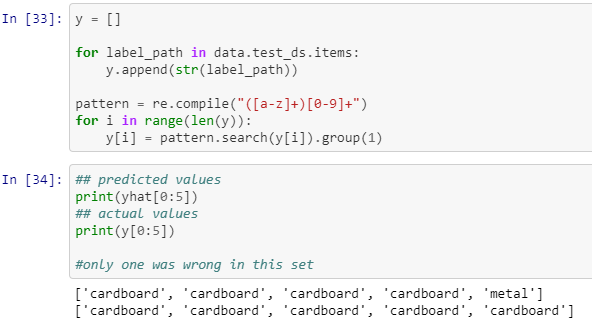 In [33]: y = []
for label_path in data.test_ds.items:
    y.append(str(label_path))
pattern = re.compile("([a-z]+)[0-9]+")
for i in range(len(y)):
    y[i] = pattern.search(y[i]).group(1)
In [34]: ## predicted values
print(yhat[0:5])
## actual values
print(y[0:5])
#only one was wrong in this set
['cardboard', 'cardboard', 'cardboard', 'cardboard', 'metal']
['cardboard', 'cardboard', 'cardboard', 'cardboard', 'cardboard']